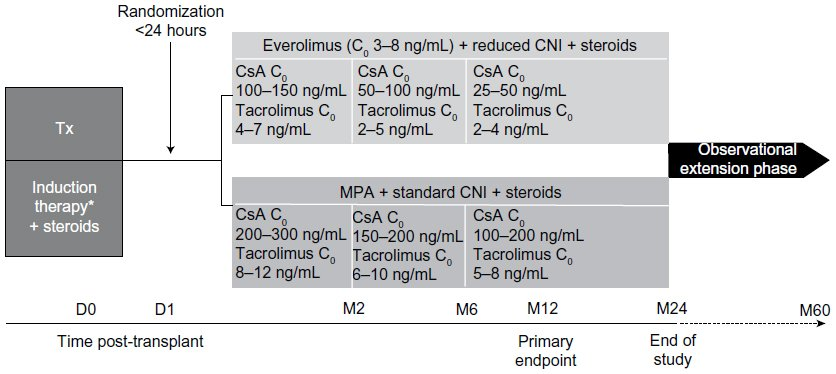 Randomization
<24 hours
Tx
Induction
therapy*
+ steroids
Everolimus (C₀ 3–8 ng/mL) + reduced CNI + steroids
CsA C₀
100–150 ng/mL
Tacrolimus C₀
4–7 ng/mL
CsA C₀
50–100 ng/mL
Tacrolimus C₀
2–5 ng/mL
CsA C₀
25–50 ng/mL
Tacrolimus C₀
2–4 ng/mL
MPA + standard CNI + steroids
CsA C₀
200–300 ng/mL
Tacrolimus C₀
8–12 ng/mL
CsA C₀
150–200 ng/mL
Tacrolimus C₀
6–10 ng/mL
CsA C₀
100–200 ng/mL
Tacrolimus C₀
5–8 ng/mL
Observational
extension phase
D0 D1 M2 M6 M12 M24 M60
Time post-transplant
Primary
endpoint
End of
study